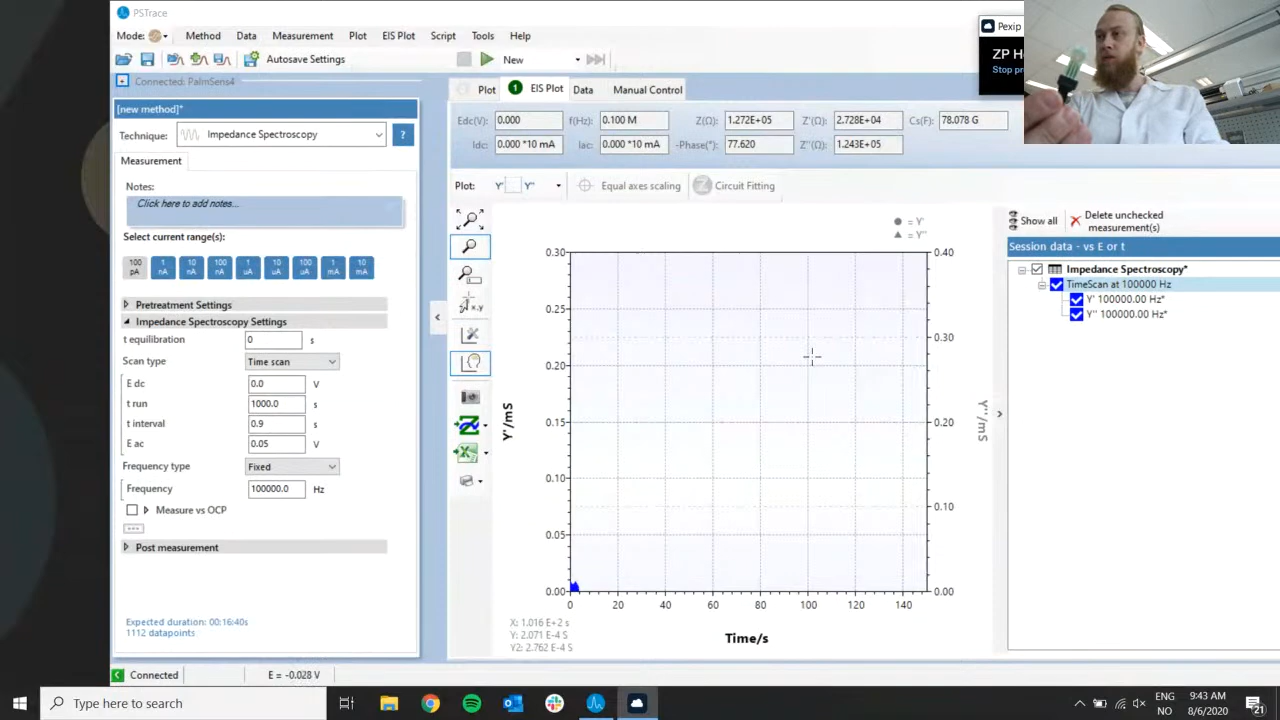 PSTrace
Mode: Method Data Measurement Plot EIS Plot Script Tools Help
Autosave Settings New
Connected: PalmSens4
[new method]*
Technique: Impedance Spectroscopy ?
Measurement
Notes:
Click here to add notes...
Select current range(s):
100 pA 1 nA 10 nA 100 nA 1 uA 10 uA 100 uA 1 mA 10 mA
Pretreatment Settings
Impedance Spectroscopy Settings
t equilibration 0 s
Scan type Time scan
E dc 0.0 V
t run 1000.0 s
t interval 0.9 s
E ac 0.05 V
Frequency type Fixed
Frequency 100000.0 Hz
Measure vs OCP
Post measurement
Expected duration: 00:16:40s
1112 datapoints
Connected E = -0.028 V
Plot 1 EIS Plot Data Manual Control
Edc(V): 0.000 f(Hz): 0.100 M Z(Ω): 1.272E+05 Z'(Ω): 2.728E+04 Cs(F): 78.078 G
Idc: 0.000 *10 mA Iac: 0.000 *10 mA -Phase(°): 77.620 Z''(Ω): 1.243E+05
Plot: Y' Y'' Equal axes scaling Circuit Fitting
x,y
= Y'
= Y''
0.30 0.40
0.25
0.30
0.20
Y'/mS Y''/mS
0.15 0.20
0.10
0.10
0.05
0.00 0.00
0 20 40 60 80 100 120 140
Time/s
X: 1.016 E+2 s
Y: 2.071 E-4 S
Y2: 2.762 E-4 S
Show all Delete unchecked
measurement(s)
Session data - vs E or t
Impedance Spectroscopy*
TimeScan at 100000 Hz
Y' 100000.00 Hz*
Y'' 100000.00 Hz*
Pexip
ZP H
Stop pr
Type here to search
ENG
NO
9:43 AM
8/6/2020
21